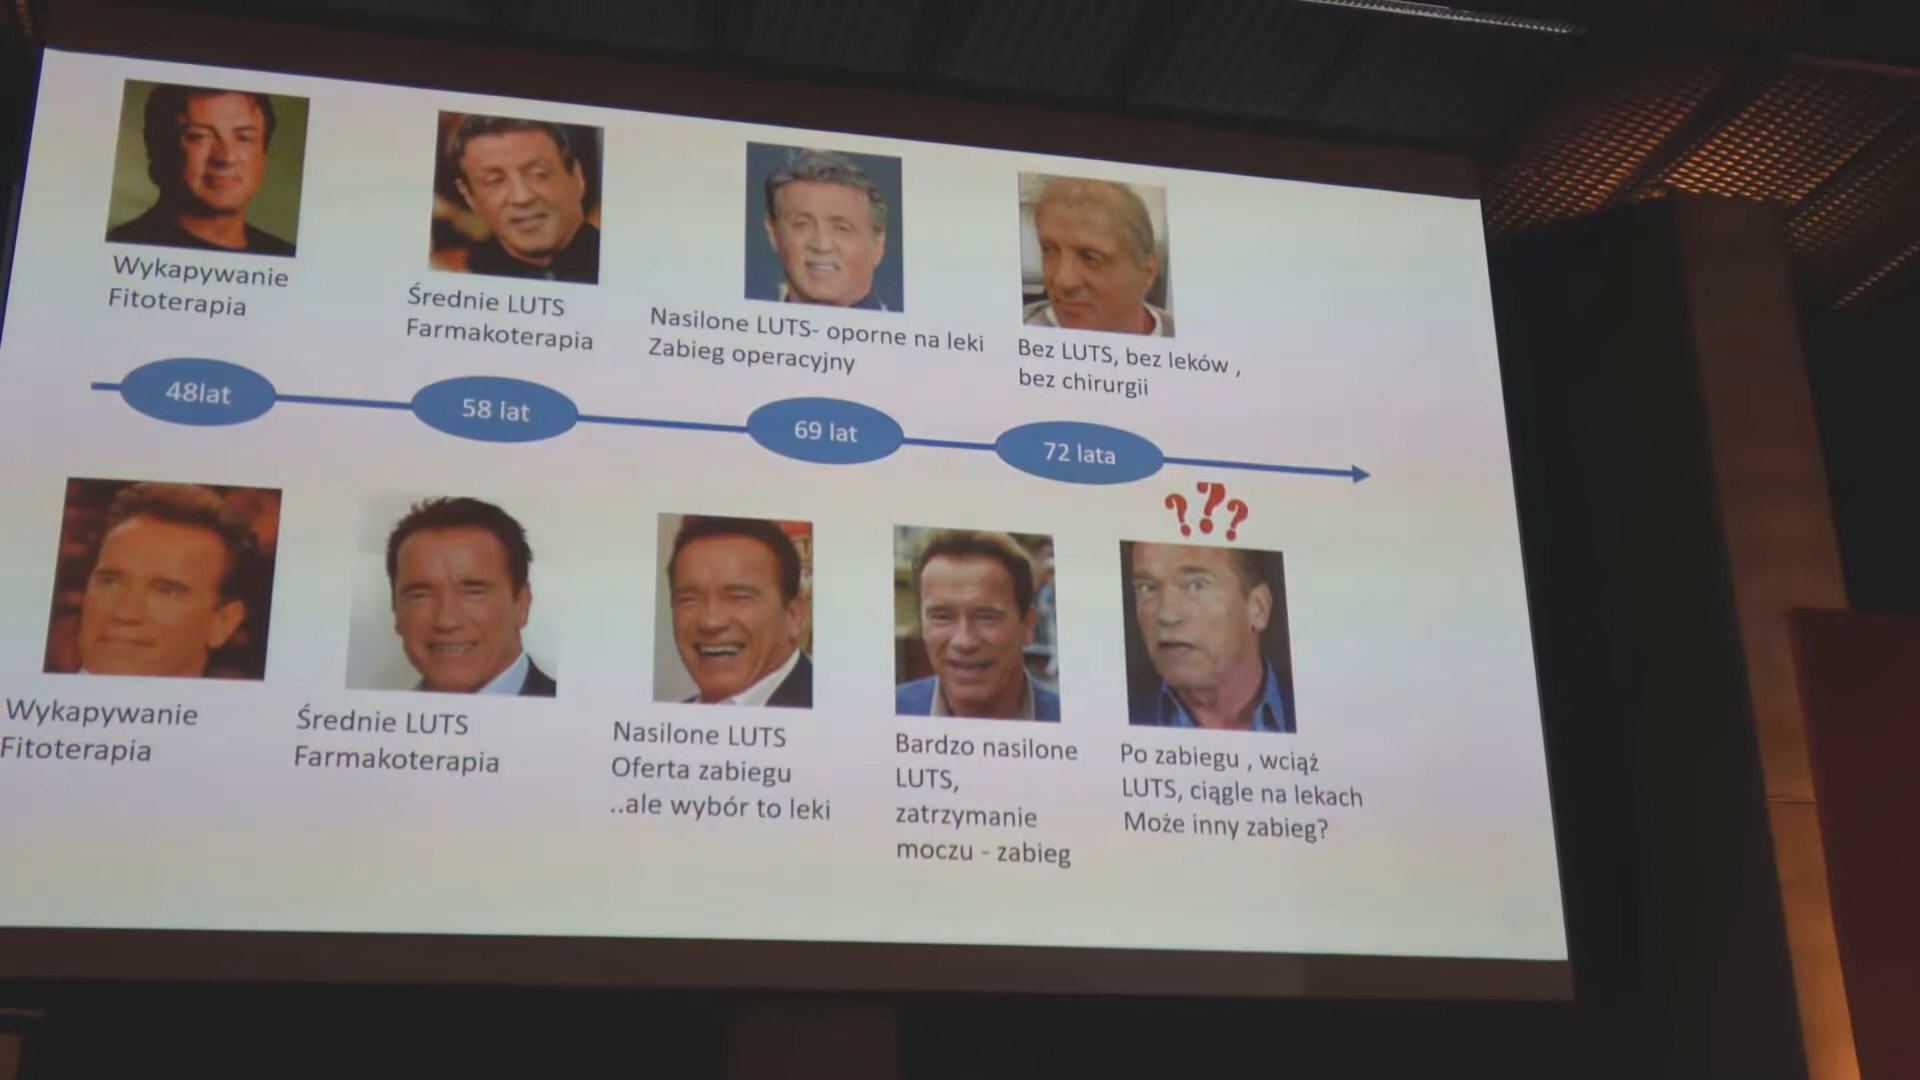 Wykapywanie
Fitoterapia
Średnie LUTS
Farmakoterapia
Nasilone LUTS- oporne na leki
Zabieg operacyjny
Bez LUTS, bez leków ,
bez chirurgii
48lat
58 lat
69 lat
72 lata
???
Wykapywanie
Fitoterapia
Średnie LUTS
Farmakoterapia
Nasilone LUTS
Oferta zabiegu
..ale wybór to leki
Bardzo nasilone
LUTS,
zatrzymanie
moczu - zabieg
Po zabiegu , wciąż
LUTS, ciągle na lekach
Może inny zabieg?